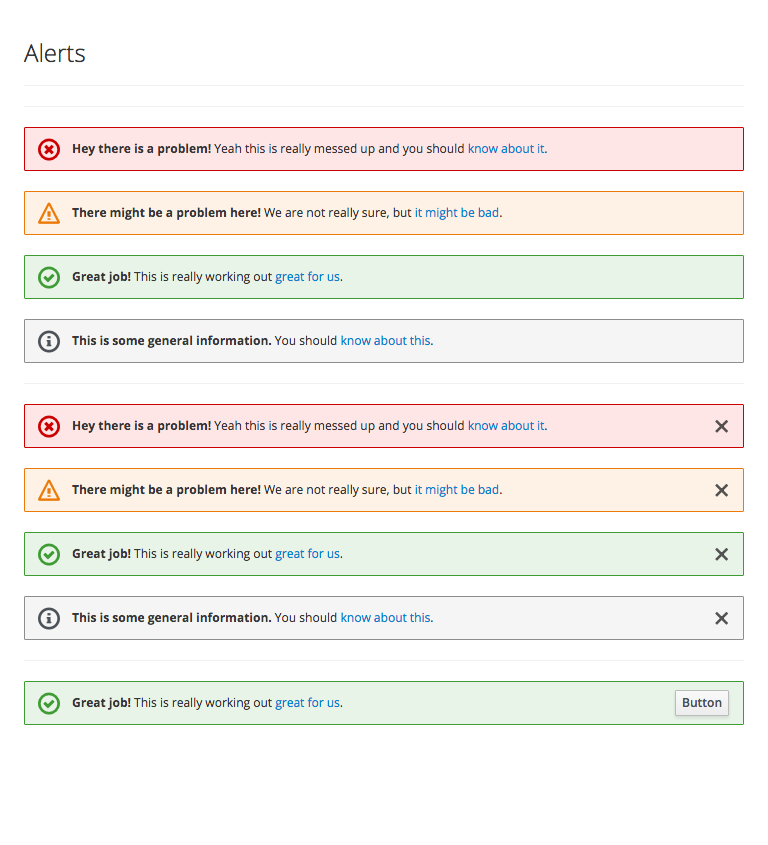 Alerts
Hey there is a problem! Yeah this is really messed up and you should know about it.
There might be a problem here! We are not really sure, but it might be bad.
Great job! This is really working out great for us.
This is some general information. You should know about this.
Hey there is a problem! Yeah this is really messed up and you should know about it.
There might be a problem here! We are not really sure, but it might be bad.
Great job! This is really working out great for us.
This is some general information. You should know about this.
Great job! This is really working out great for us. Button